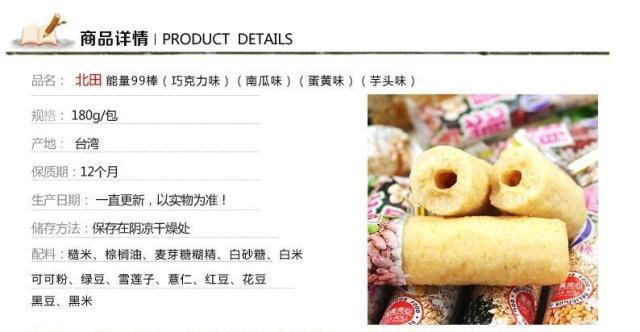 商品详情 | PRODUCT DETAILS
品名： 北田 能量99棒（巧克力味）（南瓜味）（蛋黄味）（芋头味）
规格： 180g/包
产地： 台湾
保质期：12个月
生产日期： 一直更新，以实物为准！
储存方法：保存在阴凉干燥处
配料：糙米、棕榈油、麦芽糖糊精、白砂糖、白米
可可粉、绿豆、雪莲子、薏仁、红豆、花豆
黑豆、黑米